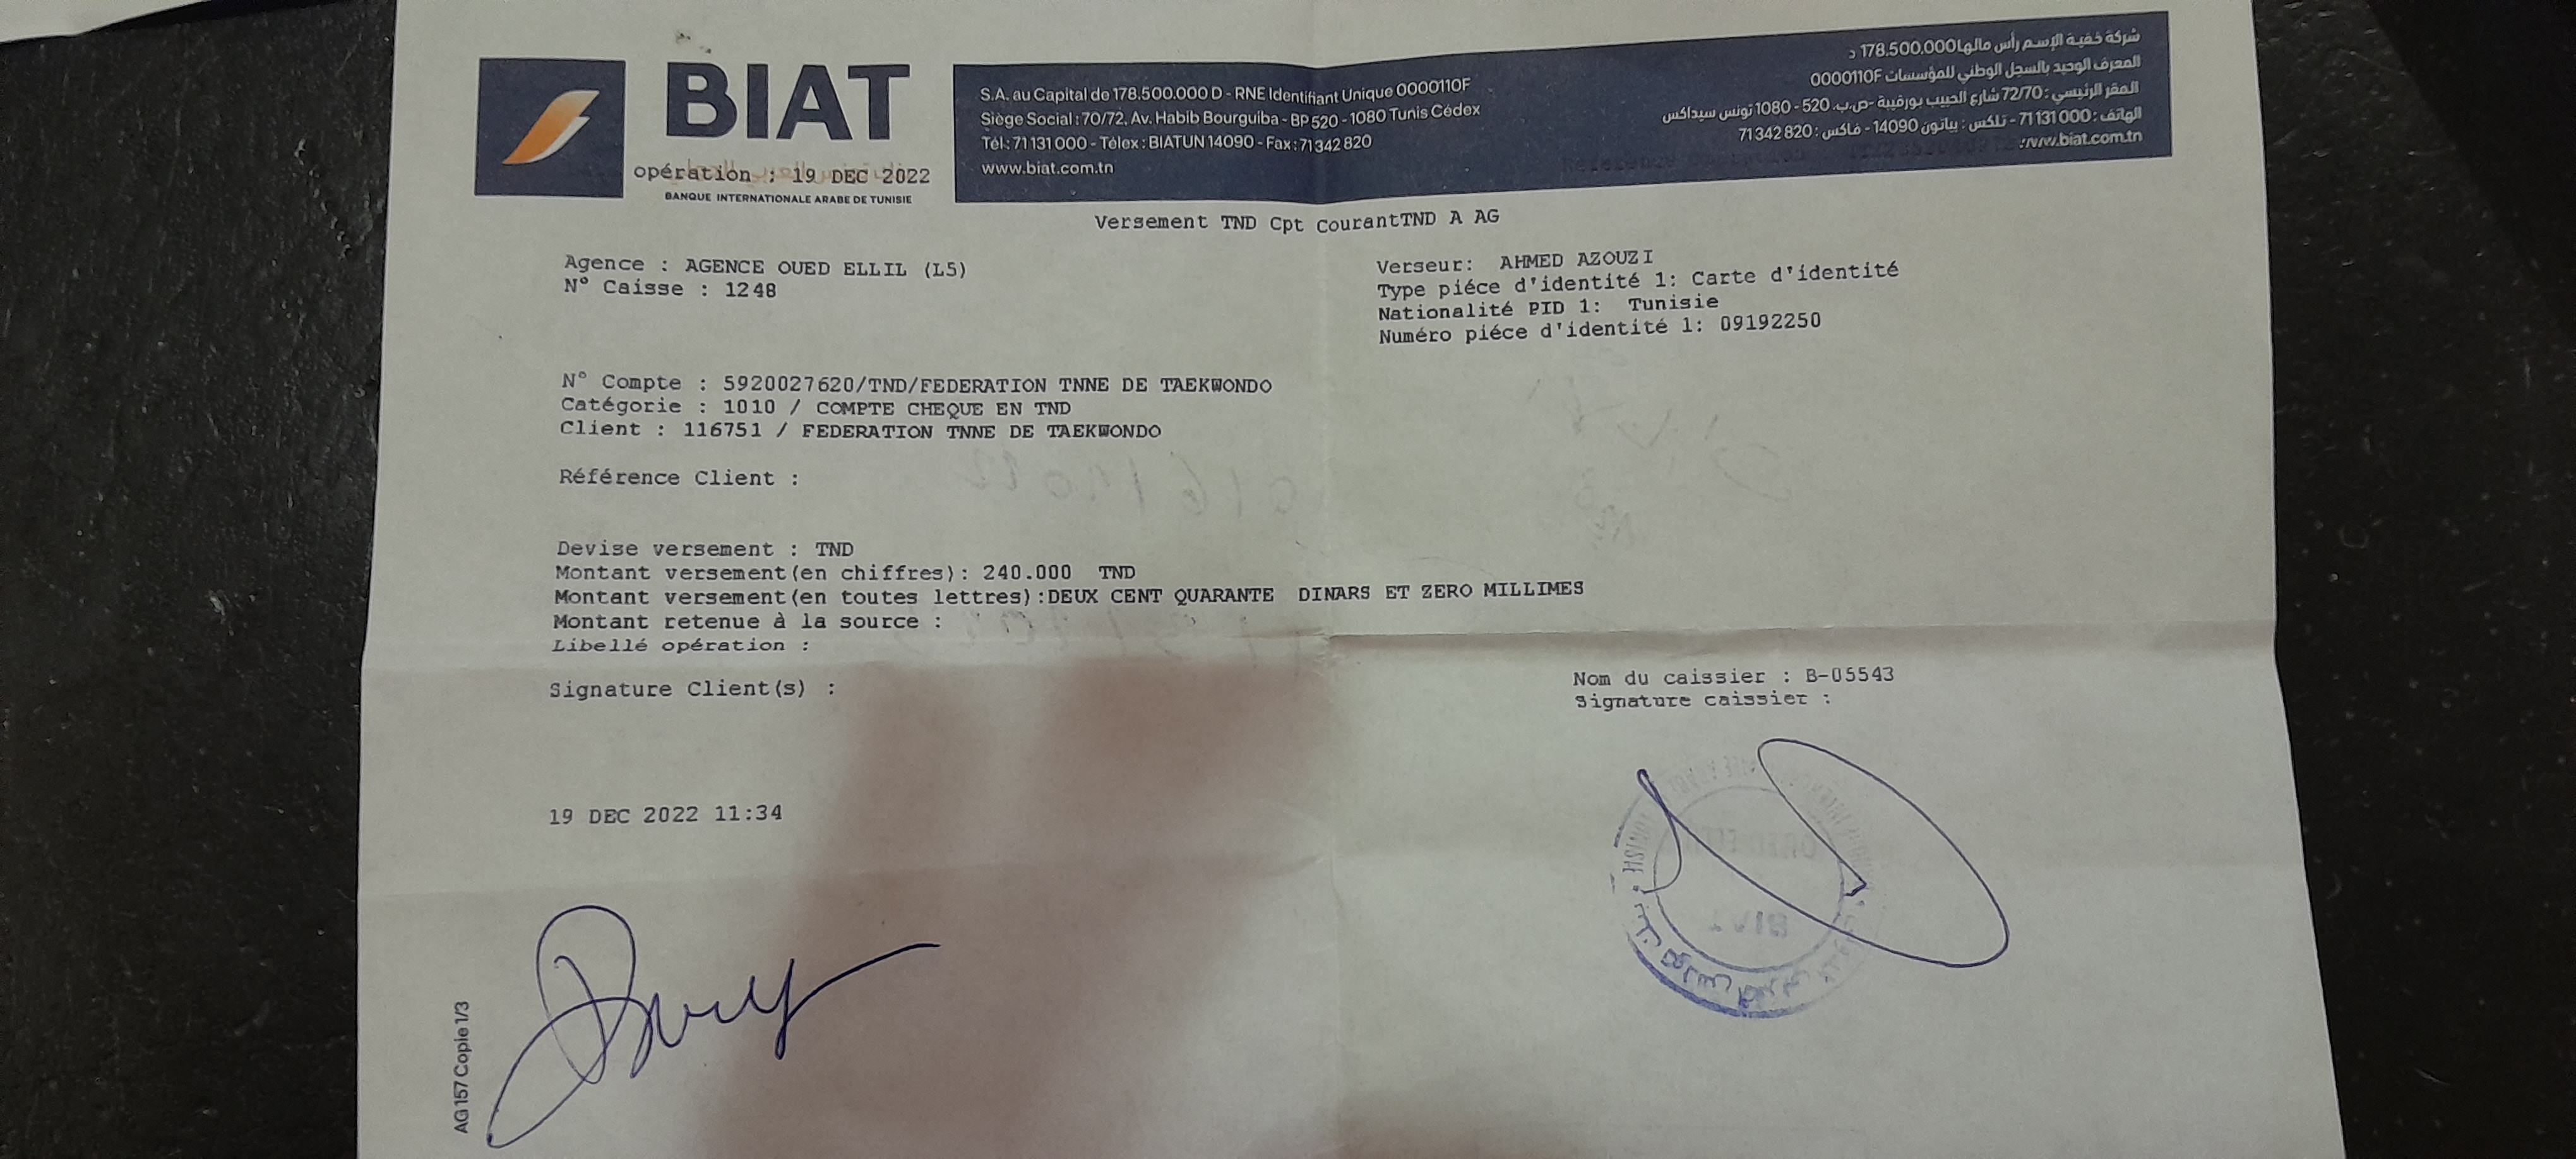 BIAT
opération : 19 DEC 2022
BANQUE INTERNATIONALE ARABE DE TUNISIE
S.A. au Capital de 178.500.000 D - RNE Identifiant Unique 0000110F
Siège Social : 70/72, Av. Habib Bourguiba - BP 520 - 1080 Tunis Cédex
Tél : 71 131 000 - Télex : BIATUN 14090 - Fax : 71 342 820
www.biat.com.tn
شركة خفية الإسم رأس مالها 178.500.000 د
المعرف الوحيد بالسجل الوطني للمؤسسات 0000110F
المقر الرئيسي : 72/70 شارع الحبيب بورقيبة -ص.ب. 520 - 1080 تونس سيداكس
الهاتف : 71 131 000 - تلكس : بياتون 14090 - فاكس : 71 342 820
www.biat.com.tn
Versement TND Cpt CourantTND A AG
Agence : AGENCE OUED ELLIL (L5)
N° Caisse : 1248
Verseur: AHMED AZOUZI
Type piéce d'identité 1: Carte d'identité
Nationalité PID 1: Tunisie
Numéro piéce d'identité 1: 09192250
N° Compte : 5920027620/TND/FEDERATION TNNE DE TAEKWONDO
Catégorie : 1010 / COMPTE CHEQUE EN TND
Client : 116751 / FEDERATION TNNE DE TAEKWONDO
Référence Client :
Devise versement : TND
Montant versement(en chiffres): 240.000 TND
Montant versement(en toutes lettres):DEUX CENT QUARANTE DINARS ET ZERO MILLIMES
Montant retenue à la source :
Libellé opération :
Signature Client(s) :
Nom du caissier : B-05543
Signature caissier :
19 DEC 2022 11:34
BIAT
AG 157 Copie 1/3